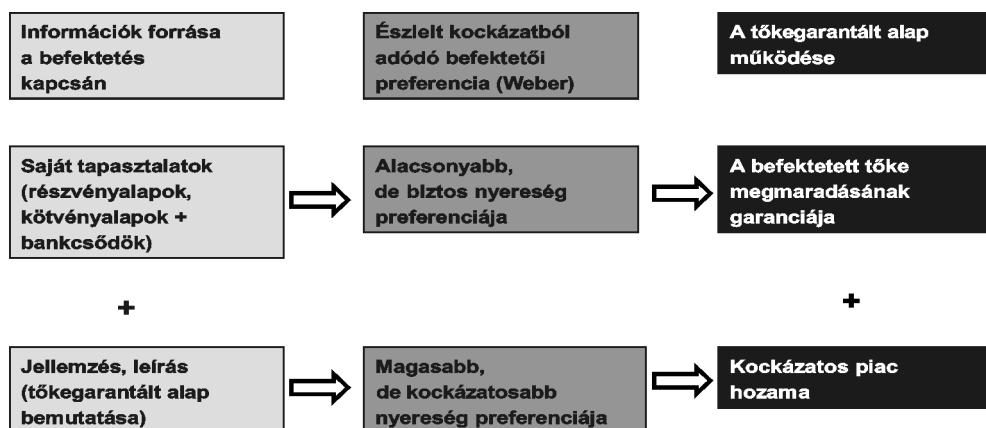 Információk forrása
a befektetés
kapcsán
Észlelt kockázatból
adódó befektetői
preferencia (Weber)
A tőkegarantált alap
működése
Saját tapasztalatok
(részvényalapok,
kötvényalapok +
bankcsődök)
Alacsonyabb,
de biztos nyereség
preferenciája
A befektetett tőke
megmaradásának
garanciája
+
+
Jellemzés, leírás
(tőkegarantált alap
bemutatása)
Magasabb,
de kockázatosabb
nyereség preferenciája
Kockázatos piac
hozama